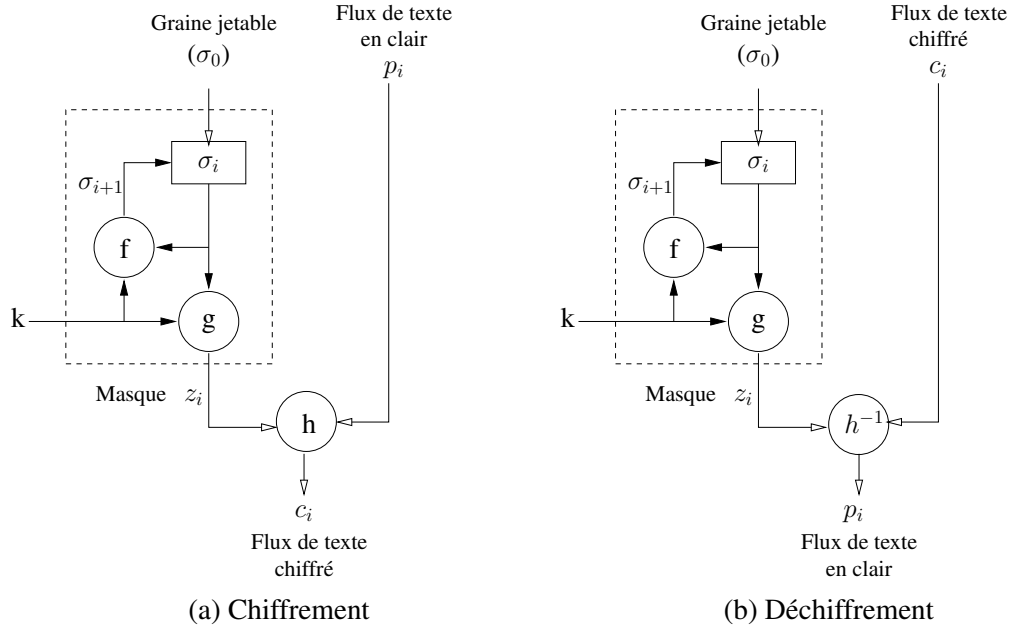 Graine jetable
(σ₀)
Flux de texte
en clair
pᵢ
σᵢ
σᵢ₊₁
f
k
g
Masque zᵢ
h
cᵢ
Flux de texte
chiffré
(a) Chiffrement
Graine jetable
(σ₀)
Flux de texte
chiffré
cᵢ
σᵢ
σᵢ₊₁
f
k
g
Masque zᵢ
h⁻¹
pᵢ
Flux de texte
en clair
(b) Déchiffrement